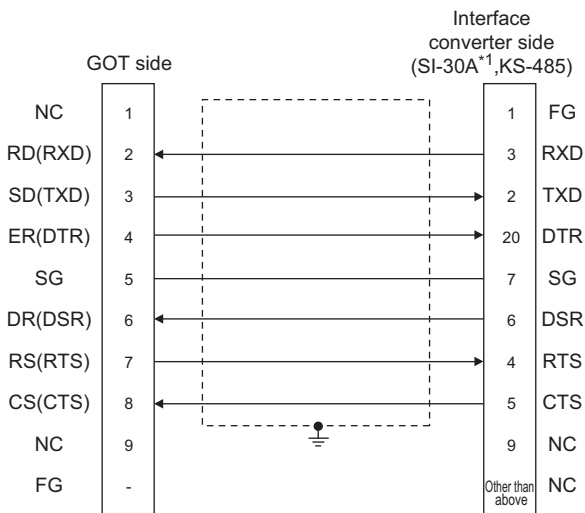 Interface
converter side
(SI-30A*1,KS-485)
GOT side
NC 1 1 FG
RD(RXD) 2 3 RXD
SD(TXD) 3 2 TXD
ER(DTR) 4 20 DTR
SG 5 7 SG
DR(DSR) 6 6 DSR
RS(RTS) 7 4 RTS
CS(CTS) 8 5 CTS
NC 9 9 NC
FG - Other than above NC